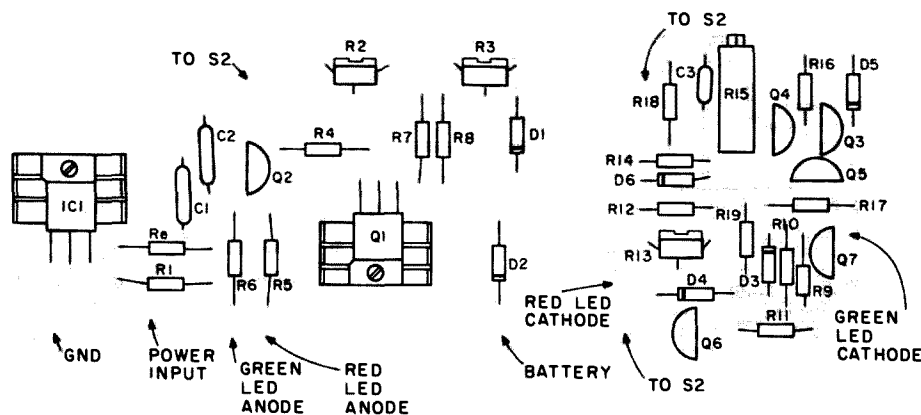 TO S2
R2
R3
TO S2
C3
R16
D5
R18
R15
Q4
C2
R4
R7
R8
D1
Q3
R14
Q2
D6
Q5
IC1
C1
R12
R19
R10
R17
Re
Q1
R13
Q7
R1
R6
R5
D2
D4
D3
R9
RED LED
CATHODE
R11
GND
POWER
INPUT
GREEN
LED
ANODE
RED
LED
ANODE
BATTERY
Q6
TO S2
GREEN
LED
CATHODE